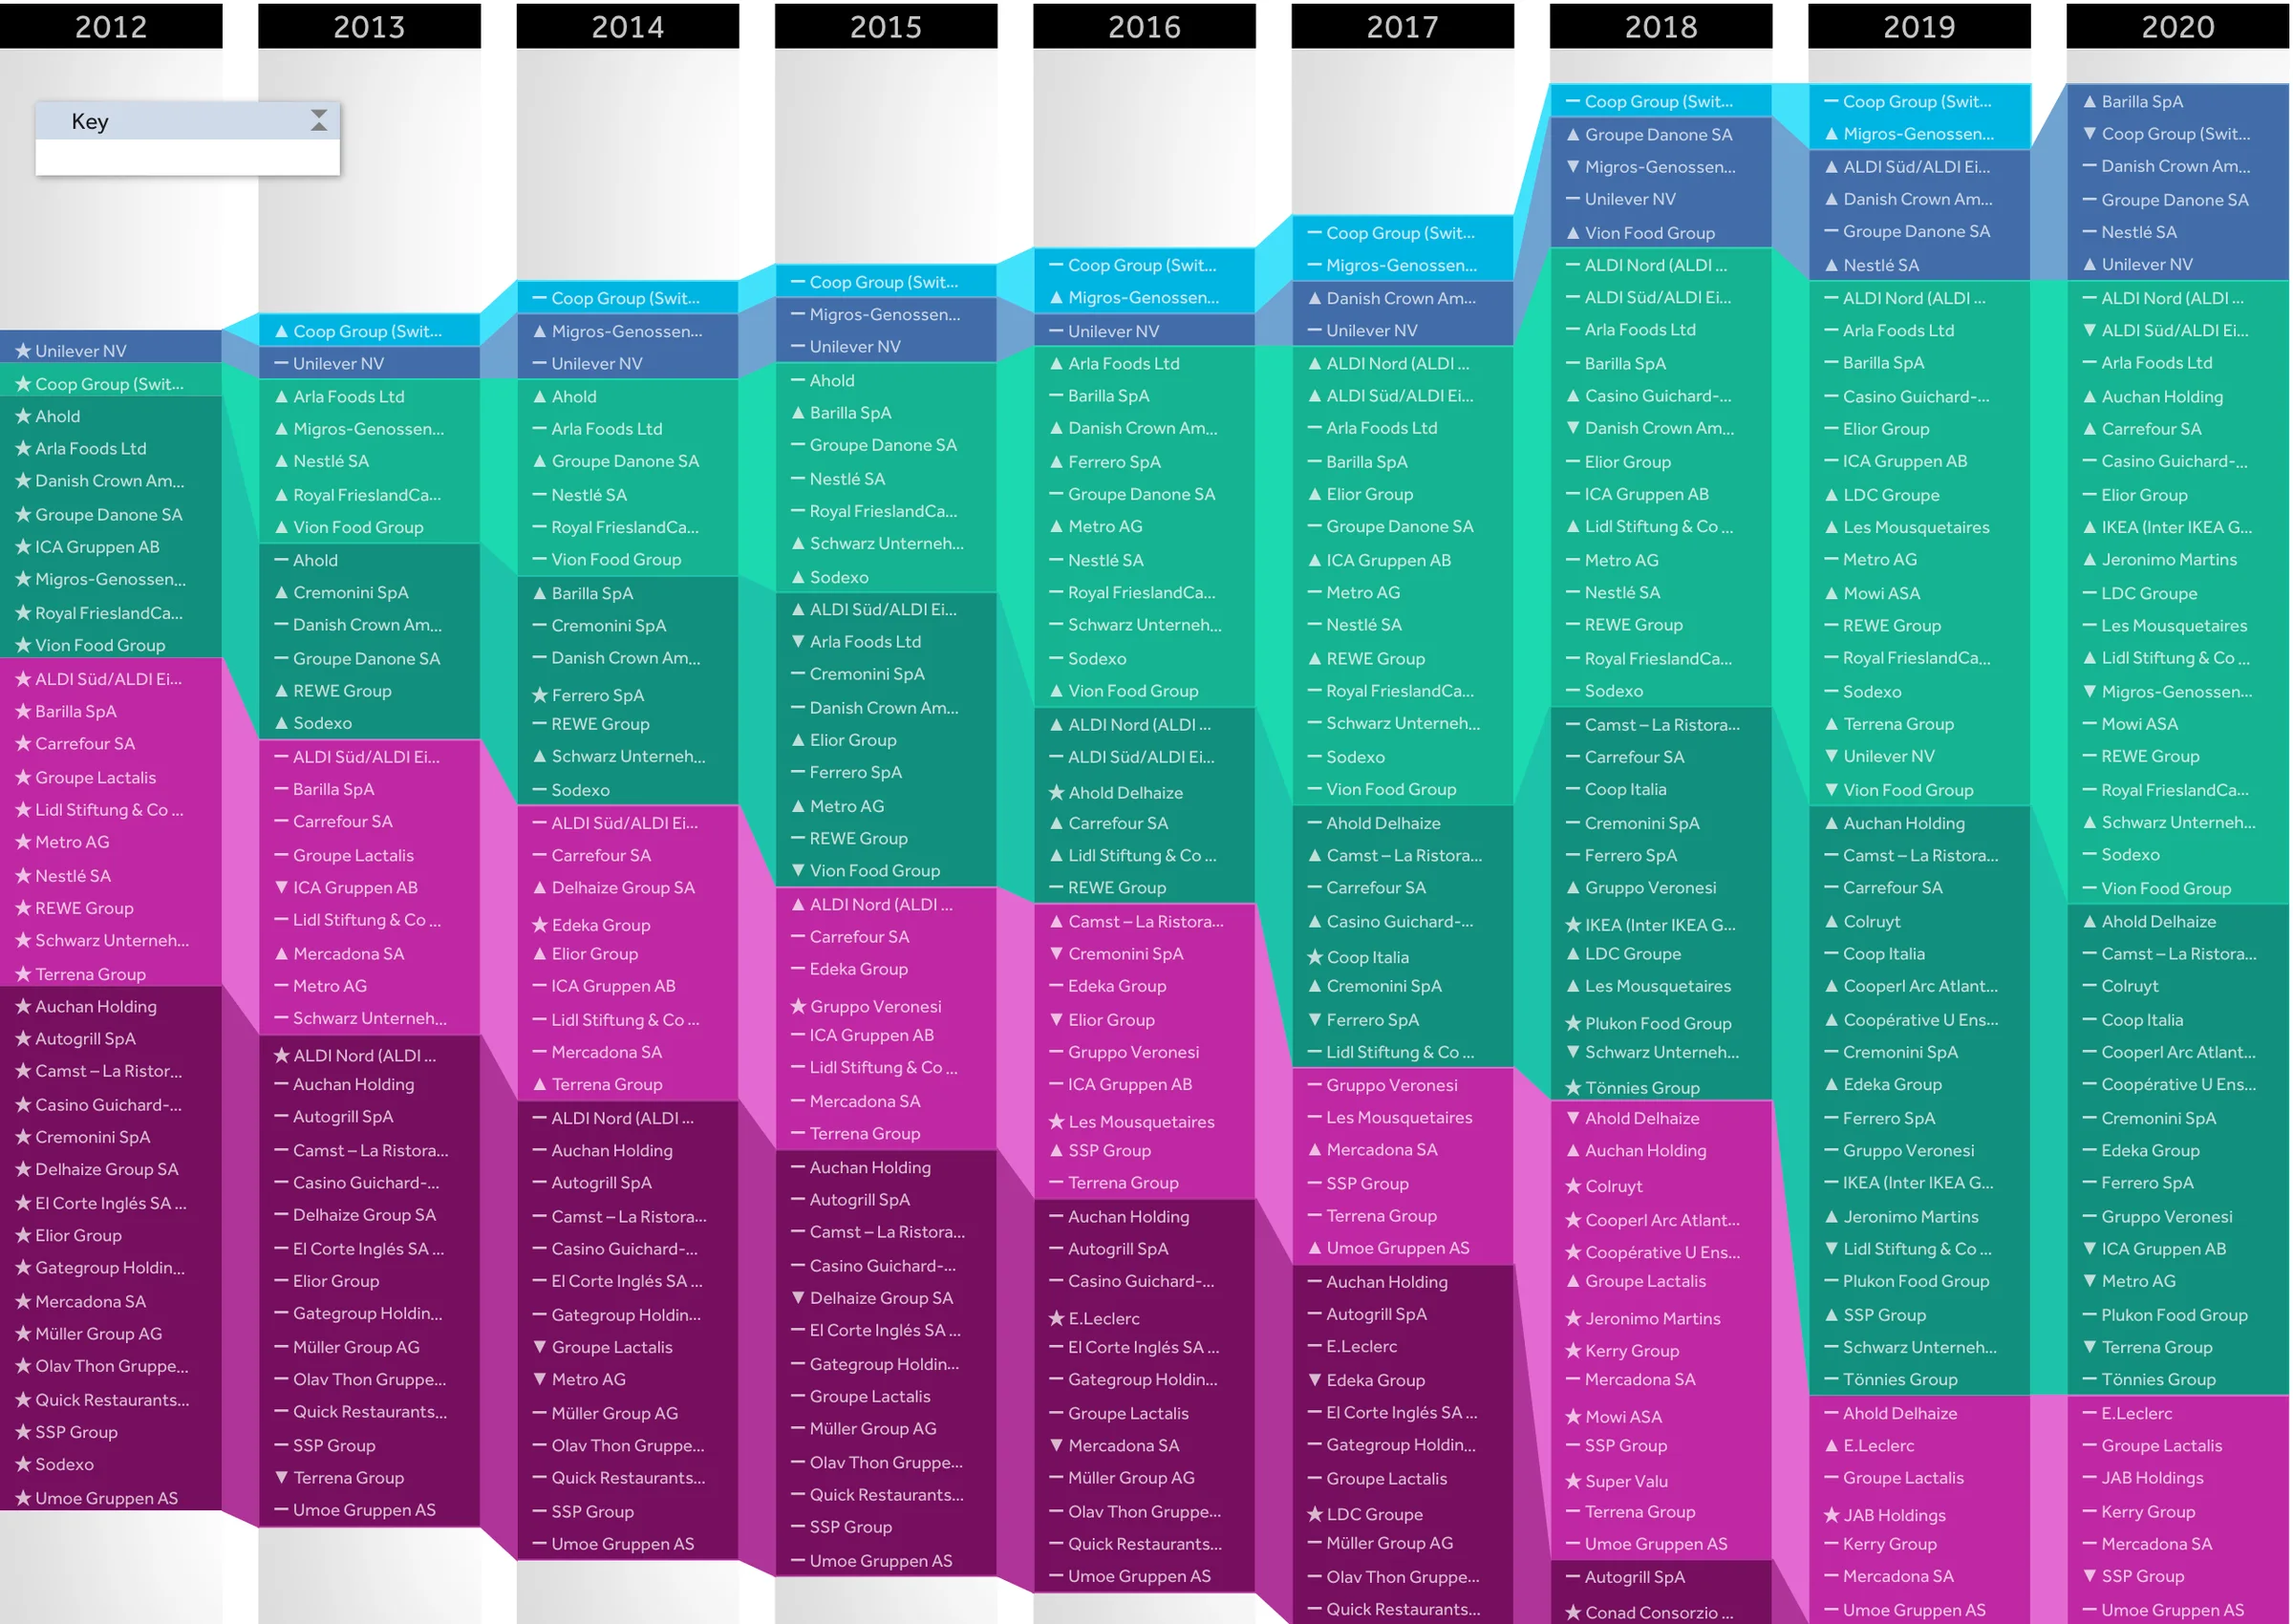 2012
Key
Unilever NV
Coop Group (Swit...
Ahold
Arla Foods Ltd
Danish Crown Am...
Groupe Danone SA
ICA Gruppen AB
Migros-Genossen...
Royal FrieslandCa...
Vion Food Group
ALDI Süd/ALDI Ei...
Barilla SpA
Carrefour SA
Groupe Lactalis
Lidl Stiftung & Co ...
Metro AG
Nestlé SA
REWE Group
Schwarz Unterneh...
Terrena Group
Auchan Holding
Autogrill SpA
Camst – La Ristor...
Casino Guichard-...
Cremonini SpA
Delhaize Group SA
El Corte Inglés SA ...
Elior Group
Gategroup Holdin...
Mercadona SA
Müller Group AG
Olav Thon Gruppe...
Quick Restaurants...
SSP Group
Sodexo
Umoe Gruppen AS
2013
Coop Group (Swit...
Unilever NV
Arla Foods Ltd
Migros-Genossen...
Nestlé SA
Royal FrieslandCa...
Vion Food Group
Ahold
Cremonini SpA
Danish Crown Am...
Groupe Danone SA
REWE Group
Sodexo
ALDI Süd/ALDI Ei...
Barilla SpA
Carrefour SA
Groupe Lactalis
ICA Gruppen AB
Lidl Stiftung & Co ...
Mercadona SA
Metro AG
Schwarz Unterneh...
ALDI Nord (ALDI ...
Auchan Holding
Autogrill SpA
Camst – La Ristora...
Casino Guichard-...
Delhaize Group SA
El Corte Inglés SA ...
Elior Group
Gategroup Holdin...
Müller Group AG
Olav Thon Gruppe...
Quick Restaurants...
SSP Group
Terrena Group
Umoe Gruppen AS
2014
Coop Group (Swit...
Migros-Genossen...
Unilever NV
Ahold
Arla Foods Ltd
Groupe Danone SA
Nestlé SA
Royal FrieslandCa...
Vion Food Group
Barilla SpA
Cremonini SpA
Danish Crown Am...
Ferrero SpA
REWE Group
Schwarz Unterneh...
Sodexo
ALDI Süd/ALDI Ei...
Carrefour SA
Delhaize Group SA
Edeka Group
Elior Group
ICA Gruppen AB
Lidl Stiftung & Co ...
Mercadona SA
Terrena Group
ALDI Nord (ALDI ...
Auchan Holding
Autogrill SpA
Camst – La Ristora...
Casino Guichard-...
El Corte Inglés SA ...
Gategroup Holdin...
Groupe Lactalis
Metro AG
Müller Group AG
Olav Thon Gruppe...
Quick Restaurants...
SSP Group
Umoe Gruppen AS
2015
Coop Group (Swit...
Migros-Genossen...
Unilever NV
Ahold
Barilla SpA
Groupe Danone SA
Nestlé SA
Royal FrieslandCa...
Schwarz Unterneh...
Sodexo
ALDI Süd/ALDI Ei...
Arla Foods Ltd
Cremonini SpA
Danish Crown Am...
Elior Group
Ferrero SpA
Metro AG
REWE Group
Vion Food Group
ALDI Nord (ALDI ...
Carrefour SA
Edeka Group
Gruppo Veronesi
ICA Gruppen AB
Lidl Stiftung & Co ...
Mercadona SA
Terrena Group
Auchan Holding
Autogrill SpA
Camst – La Ristora...
Casino Guichard-...
Delhaize Group SA
El Corte Inglés SA ...
Gategroup Holdin...
Groupe Lactalis
Müller Group AG
Olav Thon Gruppe...
Quick Restaurants...
SSP Group
Umoe Gruppen AS
2016
Coop Group (Swit...
Migros-Genossen...
Unilever NV
Arla Foods Ltd
Barilla SpA
Danish Crown Am...
Ferrero SpA
Groupe Danone SA
Metro AG
Nestlé SA
Royal FrieslandCa...
Schwarz Unterneh...
Sodexo
Vion Food Group
ALDI Nord (ALDI ...
ALDI Süd/ALDI Ei...
Ahold Delhaize
Carrefour SA
Lidl Stiftung & Co ...
REWE Group
Camst – La Ristora...
Cremonini SpA
Edeka Group
Elior Group
Gruppo Veronesi
ICA Gruppen AB
Les Mousquetaires
SSP Group
Terrena Group
Auchan Holding
Autogrill SpA
Casino Guichard-...
E.Leclerc
El Corte Inglés SA ...
Gategroup Holdin...
Groupe Lactalis
Mercadona SA
Müller Group AG
Olav Thon Gruppe...
Quick Restaurants...
Umoe Gruppen AS
2017
Coop Group (Swit...
Migros-Genossen...
Danish Crown Am...
Unilever NV
ALDI Nord (ALDI ...
ALDI Süd/ALDI Ei...
Arla Foods Ltd
Barilla SpA
Elior Group
Groupe Danone SA
ICA Gruppen AB
Metro AG
Nestlé SA
REWE Group
Royal FrieslandCa...
Schwarz Unterneh...
Sodexo
Vion Food Group
Ahold Delhaize
Camst – La Ristora...
Carrefour SA
Casino Guichard-...
Coop Italia
Cremonini SpA
Ferrero SpA
Lidl Stiftung & Co ...
Gruppo Veronesi
Les Mousquetaires
Mercadona SA
SSP Group
Terrena Group
Umoe Gruppen AS
Auchan Holding
Autogrill SpA
E.Leclerc
Edeka Group
El Corte Inglés SA ...
Gategroup Holdin...
Groupe Lactalis
LDC Groupe
Müller Group AG
Olav Thon Gruppe...
Quick Restaurants...
2018
Coop Group (Swit...
Groupe Danone SA
Migros-Genossen...
Unilever NV
Vion Food Group
ALDI Nord (ALDI ...
ALDI Süd/ALDI Ei...
Arla Foods Ltd
Barilla SpA
Casino Guichard-...
Danish Crown Am...
Elior Group
ICA Gruppen AB
Lidl Stiftung & Co ...
Metro AG
Nestlé SA
REWE Group
Royal FrieslandCa...
Sodexo
Camst – La Ristora...
Carrefour SA
Coop Italia
Cremonini SpA
Ferrero SpA
Gruppo Veronesi
IKEA (Inter IKEA G...
LDC Groupe
Les Mousquetaires
Plukon Food Group
Schwarz Unterneh...
Tönnies Group
Ahold Delhaize
Auchan Holding
Colruyt
Cooperl Arc Atlant...
Coopérative U Ens...
Groupe Lactalis
Jeronimo Martins
Kerry Group
Mercadona SA
Mowi ASA
SSP Group
Super Valu
Terrena Group
Umoe Gruppen AS
Autogrill SpA
Conad Consorzio ...
2019
Coop Group (Swit...
Migros-Genossen...
ALDI Süd/ALDI Ei...
Danish Crown Am...
Groupe Danone SA
Nestlé SA
ALDI Nord (ALDI ...
Arla Foods Ltd
Barilla SpA
Casino Guichard-...
Elior Group
ICA Gruppen AB
LDC Groupe
Les Mousquetaires
Metro AG
Mowi ASA
REWE Group
Royal FrieslandCa...
Sodexo
Terrena Group
Unilever NV
Vion Food Group
Auchan Holding
Camst – La Ristora...
Carrefour SA
Colruyt
Coop Italia
Cooperl Arc Atlant...
Coopérative U Ens...
Cremonini SpA
Edeka Group
Ferrero SpA
Gruppo Veronesi
IKEA (Inter IKEA G...
Jeronimo Martins
Lidl Stiftung & Co ...
Plukon Food Group
SSP Group
Schwarz Unterneh...
Tönnies Group
Ahold Delhaize
E.Leclerc
Groupe Lactalis
JAB Holdings
Kerry Group
Mercadona SA
Umoe Gruppen AS
2020
Barilla SpA
Coop Group (Swit...
Danish Crown Am...
Groupe Danone SA
Nestlé SA
Unilever NV
ALDI Nord (ALDI ...
ALDI Süd/ALDI Ei...
Arla Foods Ltd
Auchan Holding
Carrefour SA
Casino Guichard-...
Elior Group
IKEA (Inter IKEA G...
Jeronimo Martins
LDC Groupe
Les Mousquetaires
Lidl Stiftung & Co ...
Migros-Genossen...
Mowi ASA
REWE Group
Royal FrieslandCa...
Schwarz Unterneh...
Sodexo
Vion Food Group
Ahold Delhaize
Camst – La Ristora...
Colruyt
Coop Italia
Cooperl Arc Atlant...
Coopérative U Ens...
Cremonini SpA
Edeka Group
Ferrero SpA
Gruppo Veronesi
ICA Gruppen AB
Metro AG
Plukon Food Group
Terrena Group
Tönnies Group
E.Leclerc
Groupe Lactalis
JAB Holdings
Kerry Group
Mercadona SA
SSP Group
Umoe Gruppen AS